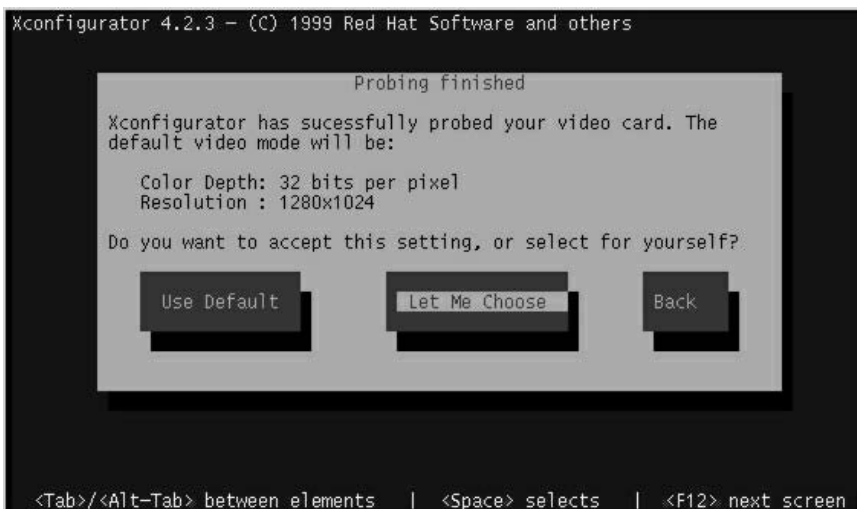 Xconfigurator 4.2.3 – (C) 1999 Red Hat Software and others
Probing finished
Xconfigurator has sucessfully probed your video card. The
default video mode will be:
Color Depth: 32 bits per pixel
Resolution : 1280x1024
Do you want to accept this setting, or select for yourself?
Use Default Let Me Choose Back
<Tab>/<Alt–Tab> between elements | <Space> selects | <F12> next screen